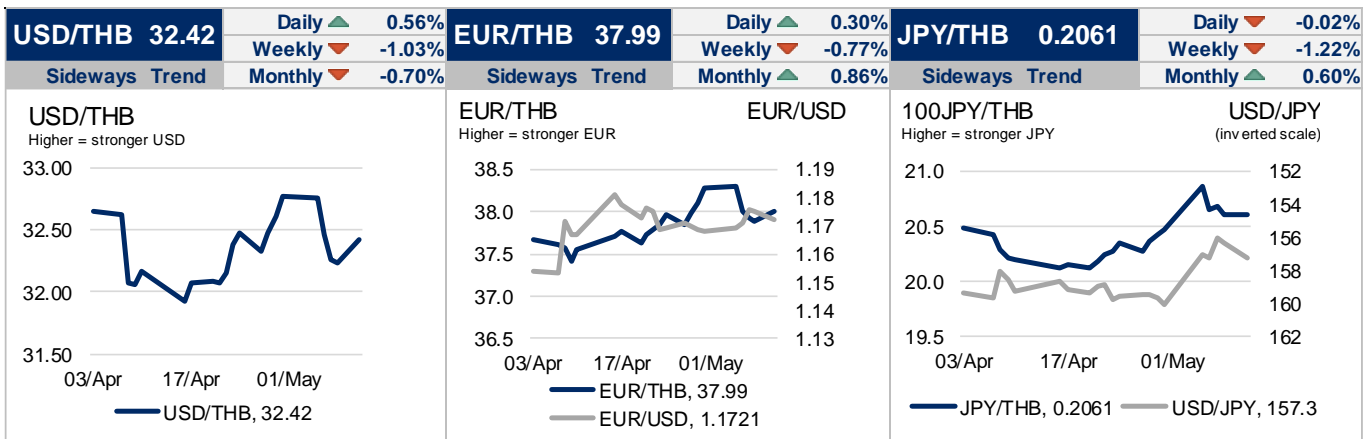 USD/THB 32.42
Daily 0.56%
Weekly -1.03%
Sideways Trend
Monthly -0.70%
USD/THB
Higher = stronger USD
33.00
32.50
32.00
31.50
03/Apr 17/Apr 01/May
USD/THB, 32.42
EUR/THB 37.99
Daily 0.30%
Weekly -0.77%
Sideways Trend
Monthly 0.86%
EUR/THB EUR/USD
Higher = stronger EUR
38.5 1.19
1.18
38.0 1.17
37.5 1.16
1.15
37.0 1.14
36.5 1.13
03/Apr 17/Apr 01/May
EUR/THB, 37.99
EUR/USD, 1.1721
JPY/THB 0.2061
Daily -0.02%
Weekly -1.22%
Sideways Trend
Monthly 0.60%
100JPY/THB USD/JPY
Higher = stronger JPY (inverted scale)
21.0 152
154
20.5 156
20.0 158
160
19.5 162
03/Apr 17/Apr 01/May
JPY/THB, 0.2061 USD/JPY, 157.3